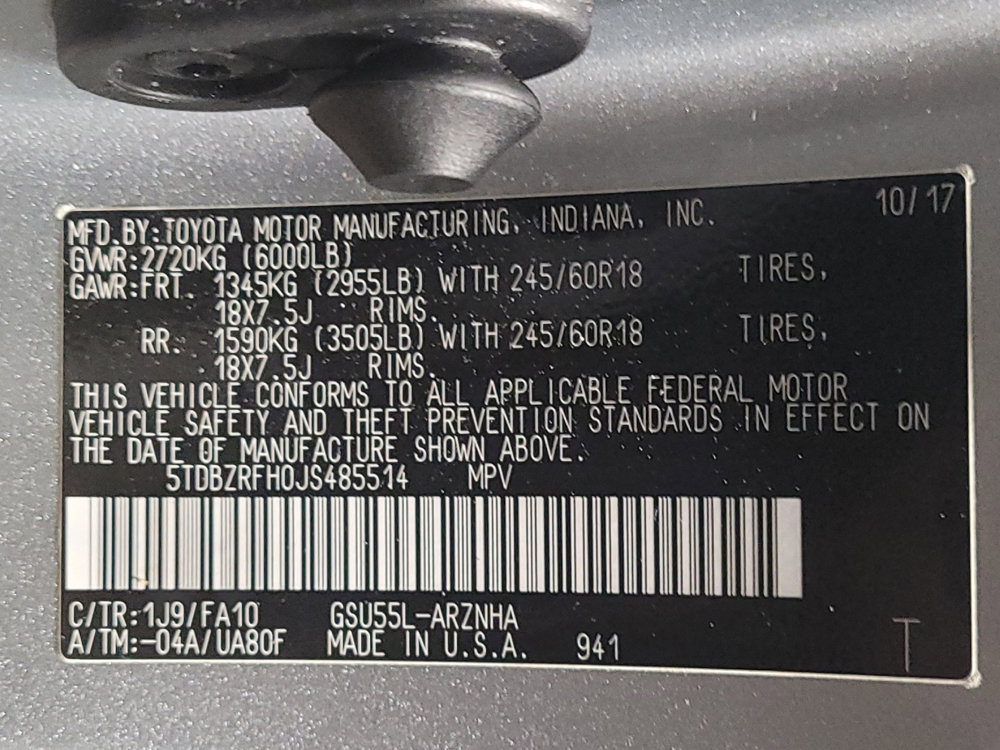 10/17
MFD.BY:TOYOTA MOTOR MANUFACTURING, INDIANA, INC.
GVWR:2720KG (6000LB)
GAWR:FRT. 1345KG (2955LB) WITH 245/60R18 TIRES,
18X7.5J RIMS.
RR. 1590KG (3505LB) WITH 245/60R18 TIRES,
18X7.5J RIMS.
THIS VEHICLE CONFORMS TO ALL APPLICABLE FEDERAL MOTOR
VEHICLE SAFETY AND THEFT PREVENTION STANDARDS IN EFFECT ON
THE DATE OF MANUFACTURE SHOWN ABOVE.
5TDBZRFH0JS485514 MPV
C/TR:1J9/FA10 GSU55L-ARZNHA
A/TM:-04A/UA80F MADE IN U.S.A. 941
T